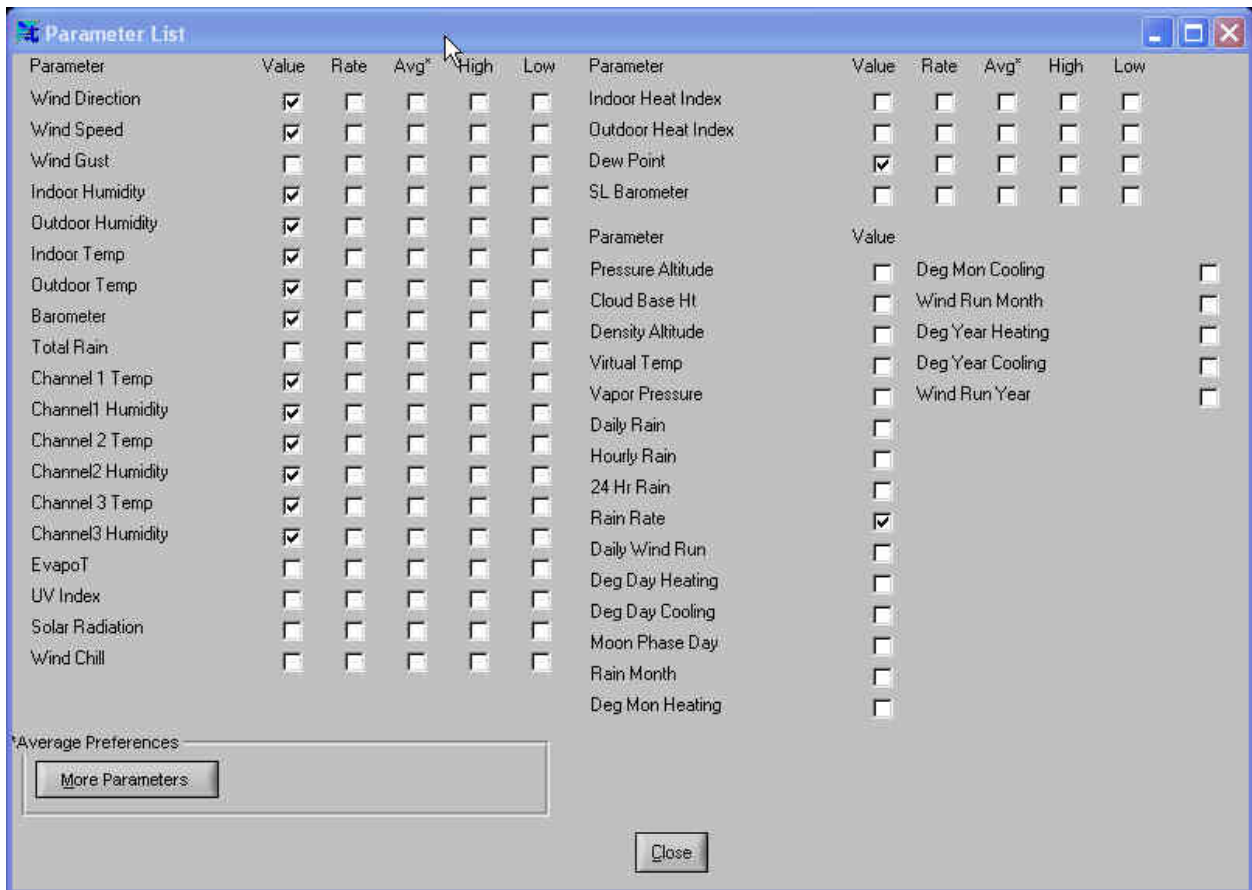 Parameter List
Parameter Value Rate Avg* High Low
Wind Direction
Wind Speed
Wind Gust
Indoor Humidity
Outdoor Humidity
Indoor Temp
Outdoor Temp
Barometer
Total Rain
Channel 1 Temp
Channel1 Humidity
Channel 2 Temp
Channel2 Humidity
Channel 3 Temp
Channel3 Humidity
EvapoT
UV Index
Solar Radiation
Wind Chill
Parameter Value Rate Avg* High Low
Indoor Heat Index
Outdoor Heat Index
Dew Point
SL Barometer
Parameter Value
Pressure Altitude
Cloud Base Ht
Density Altitude
Virtual Temp
Vapor Pressure
Daily Rain
Hourly Rain
24 Hr Rain
Rain Rate
Daily Wind Run
Deg Day Heating
Deg Day Cooling
Moon Phase Day
Rain Month
Deg Mon Heating
Deg Mon Cooling
Wind Run Month
Deg Year Heating
Deg Year Cooling
Wind Run Year
*Average Preferences
More Parameters
Close